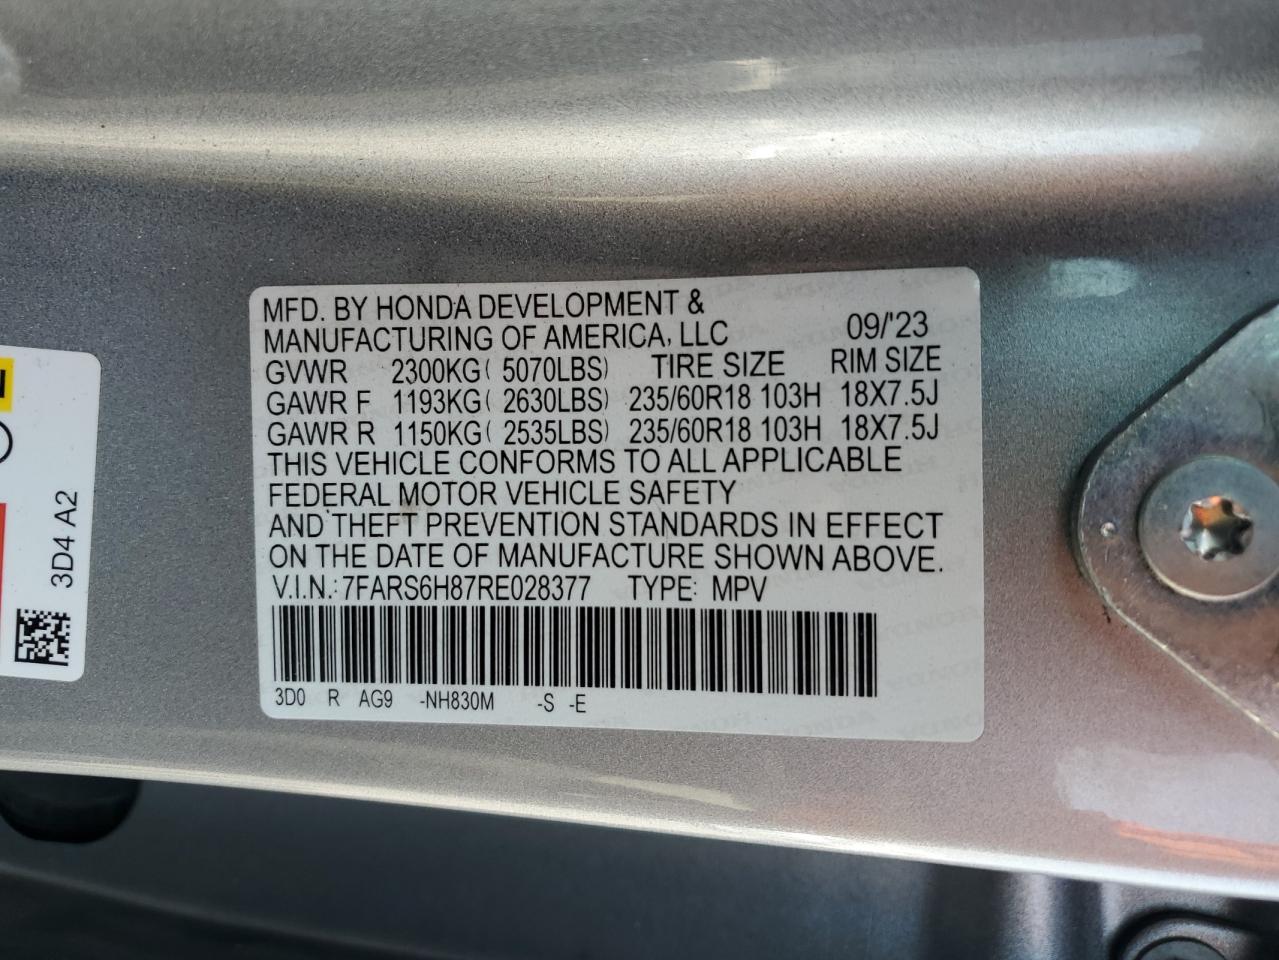 MFD. BY HONDA DEVELOPMENT &
MANUFACTURING OF AMERICA, LLC 09/'23
GVWR 2300KG( 5070LBS) TIRE SIZE RIM SIZE
GAWR F 1193KG( 2630LBS) 235/60R18 103H 18X7.5J
GAWR R 1150KG( 2535LBS) 235/60R18 103H 18X7.5J
THIS VEHICLE CONFORMS TO ALL APPLICABLE
FEDERAL MOTOR VEHICLE SAFETY
AND THEFT PREVENTION STANDARDS IN EFFECT
ON THE DATE OF MANUFACTURE SHOWN ABOVE.
V.I.N.: 7FARS6H87RE028377 TYPE: MPV
3D0 R AG9 -NH830M -S -E
3D4 A2